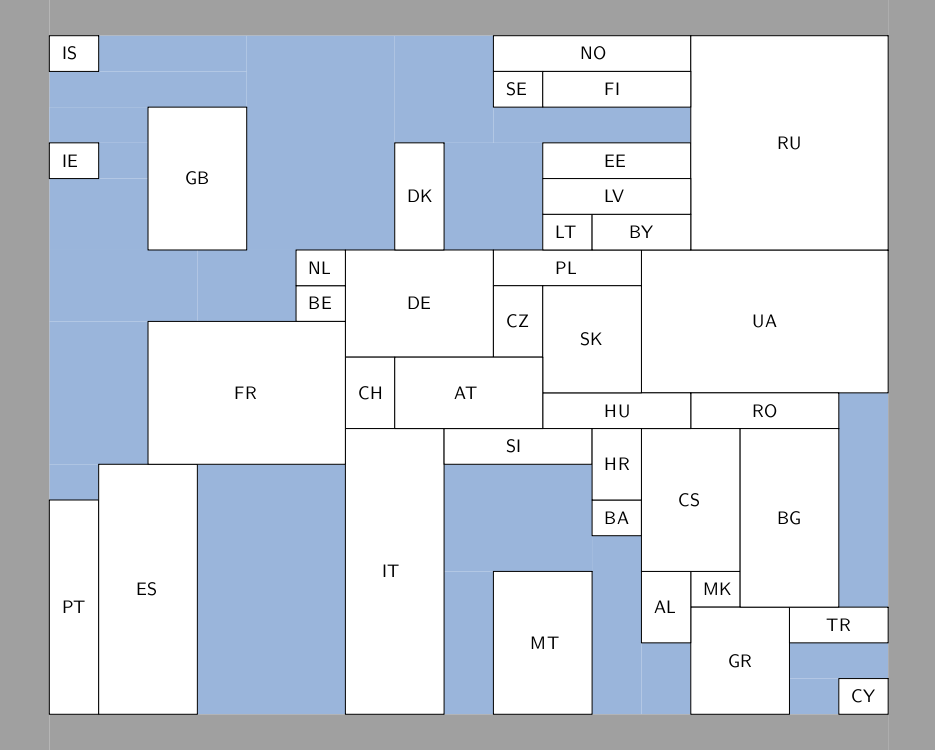 IS
NO
SE
FI
RU
IE
GB
DK
EE
LV
LT
BY
NL
BE
DE
PL
CZ
SK
UA
FR
CH
AT
HU
RO
SI
HR
CS
BG
BA
PT
ES
IT
MT
AL
MK
TR
GR
CY